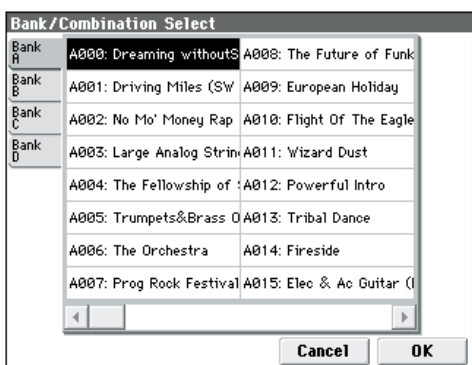 Bank/Combination Select
Bank A
Bank B
Bank C
Bank D
A000: Dreaming withoutS
A001: Driving Miles (SW
A002: No Mo' Money Rap
A003: Large Analog Strin
A004: The Fellowship of
A005: Trumpets&Brass O
A006: The Orchestra
A007: Prog Rock Festival
A008: The Future of Funk
A009: European Holiday
A010: Flight Of The Eagle
A011: Wizard Dust
A012: Powerful Intro
A013: Tribal Dance
A014: Fireside
A015: Elec & Ac Guitar (
Cancel
OK